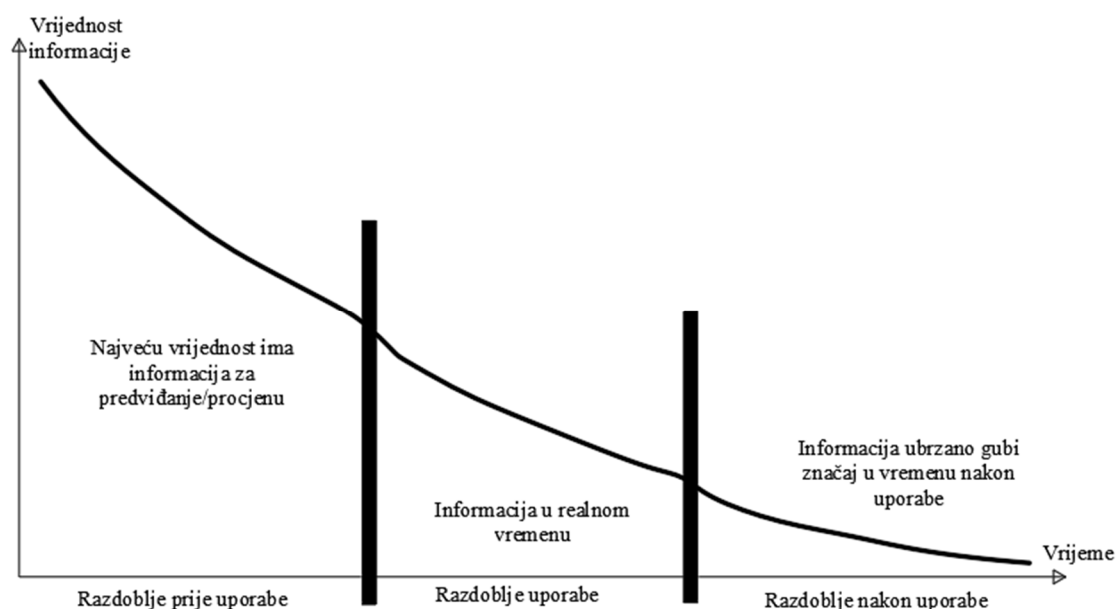 Vrijednost
informacije
Najveću vrijednost ima
informacija za
predviđanje/procjenu
Informacija u realnom
vremenu
Informacija ubrzano gubi
značaj u vremenu nakon
uporabe
Vrijeme
Razdoblje prije uporabe
Razdoblje uporabe
Razdoblje nakon uporabe